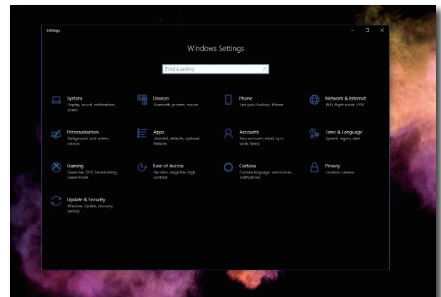 Settings
Windows Settings
Find a setting
System
Display, sound, notifications,
power
Devices
Bluetooth, printers, mouse
Phone
Link your Android, iPhone
Network & Internet
Wi-Fi, flight mode, VPN
Personalisation
Background, lock screen,
colours
Apps
Uninstall, defaults, optional
features
Accounts
Your accounts, email, sync,
work, family
Time & Language
Speech, region, date
Gaming
Game bar, DVR, broadcasting,
Game Mode
Ease of Access
Narrator, magnifier, high
contrast
Cortana
Cortana language, permissions,
notifications
Privacy
Location, camera
Update & Security
Windows Update, recovery,
backup